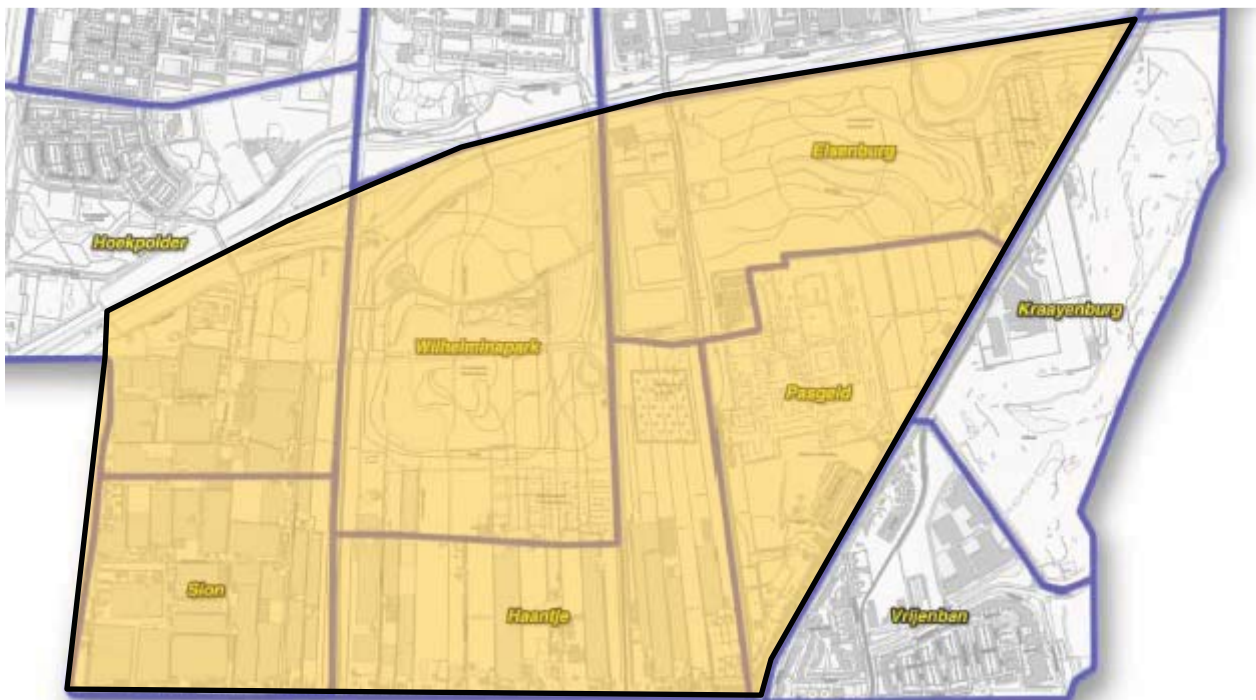 Elsenburg
Hoekpolder
Kraayenburg
Wilhelminapark
Pasgeld
Sion
Haantje
Vrijenban